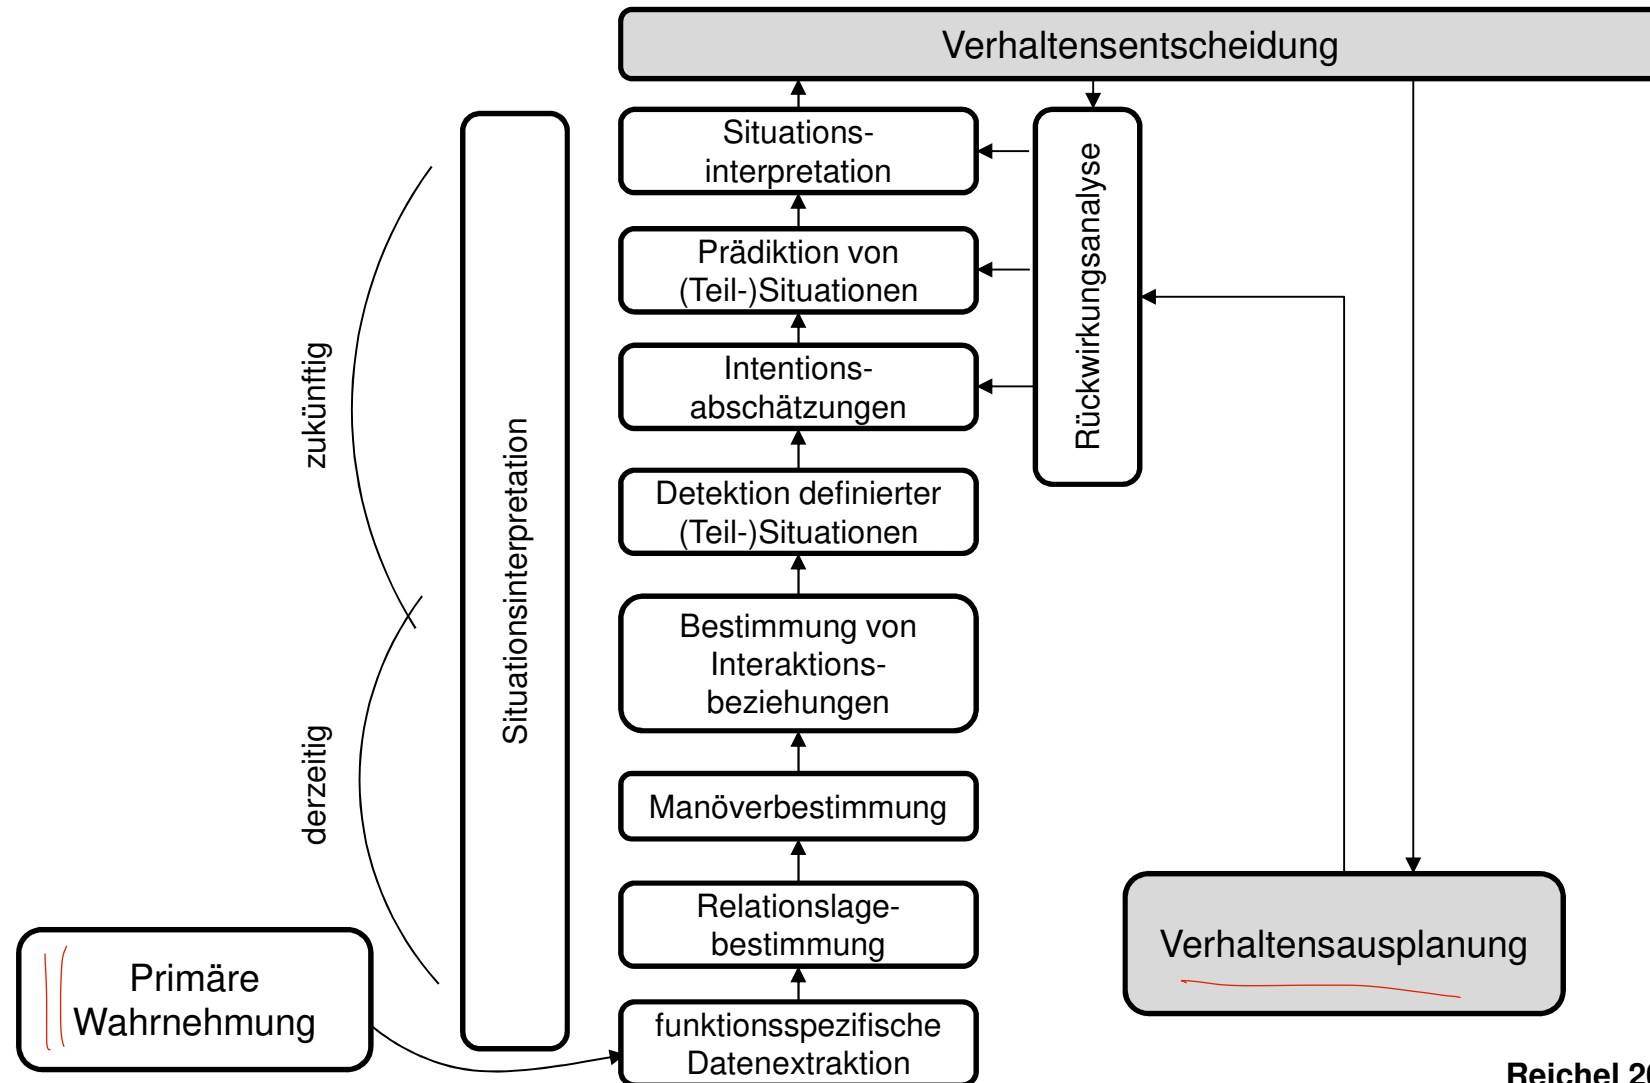 Verhaltensentscheidung
Situations-
interpretation
Rückwirkungsanalyse
Prädiktion von
(Teil-)Situationen
zukünftig
Intentions-
abschätzungen
Situationsinterpretation
Detektion definierter
(Teil-)Situationen
Bestimmung von
Interaktions-
beziehungen
derzeitig
Manöverbestimmung
Relationslage-
bestimmung
Verhaltensausplanung
Primäre
Wahrnehmung
funktionsspezifische
Datenextraktion
Reichel